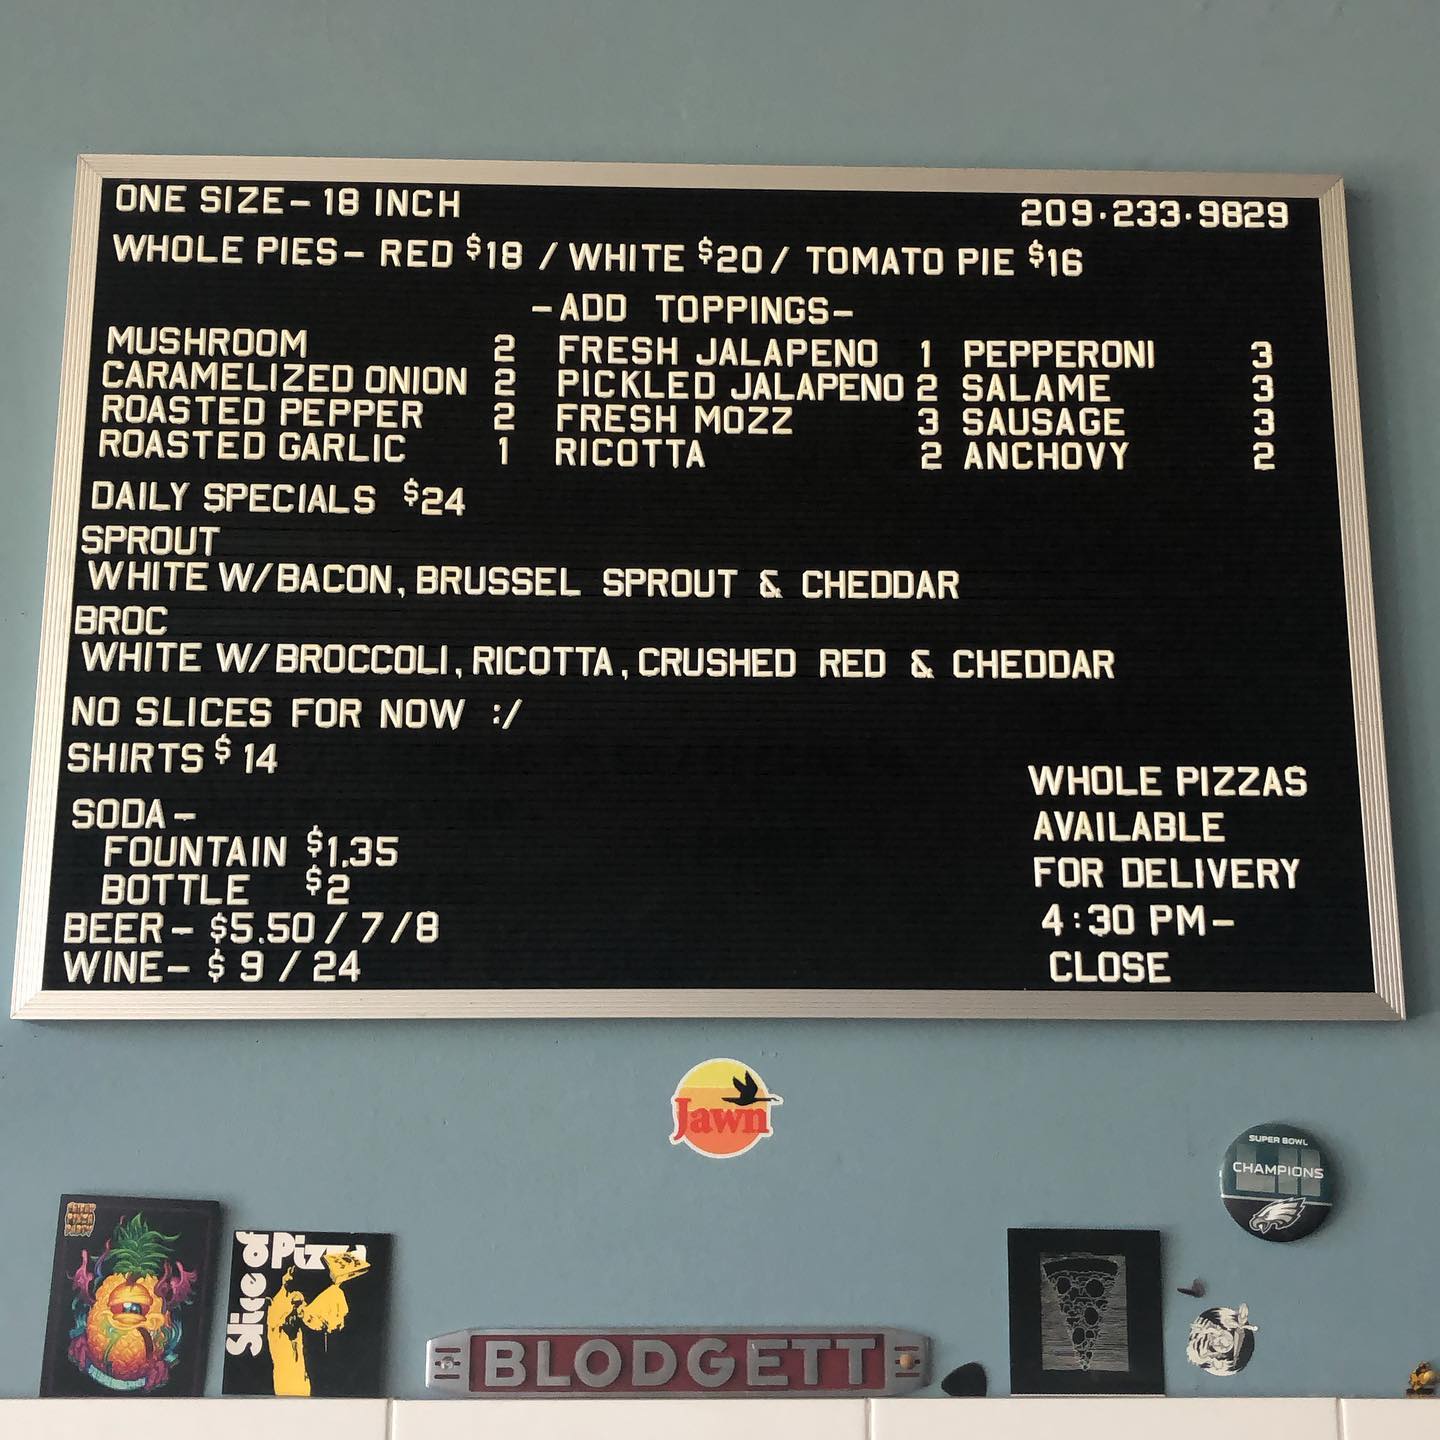 ONE SIZE- 18 INCH 209·233·9829
WHOLE PIES- RED $18 / WHITE $20 / TOMATO PIE $16
-ADD TOPPINGS-
MUSHROOM 2 FRESH JALAPENO 1 PEPPERONI 3
CARAMELIZED ONION 2 PICKLED JALAPENO 2 SALAME 3
ROASTED PEPPER 2 FRESH MOZZ 3 SAUSAGE 3
ROASTED GARLIC 1 RICOTTA 2 ANCHOVY 2
DAILY SPECIALS $24
SPROUT
WHITE W/BACON, BRUSSEL SPROUT & CHEDDAR
BROC
WHITE W/BROCCOLI, RICOTTA, CRUSHED RED & CHEDDAR
NO SLICES FOR NOW :/
SHIRTS $14
SODA-
FOUNTAIN $1.35
BOTTLE $2
BEER- $5.50 / 7 / 8
WINE- $ 9 / 24
WHOLE PIZZAS
AVAILABLE
FOR DELIVERY
4:30 PM-
CLOSE
Jawn
SUPER BOWL
LII
CHAMPIONS
Slice of Pizza
BLODGETT